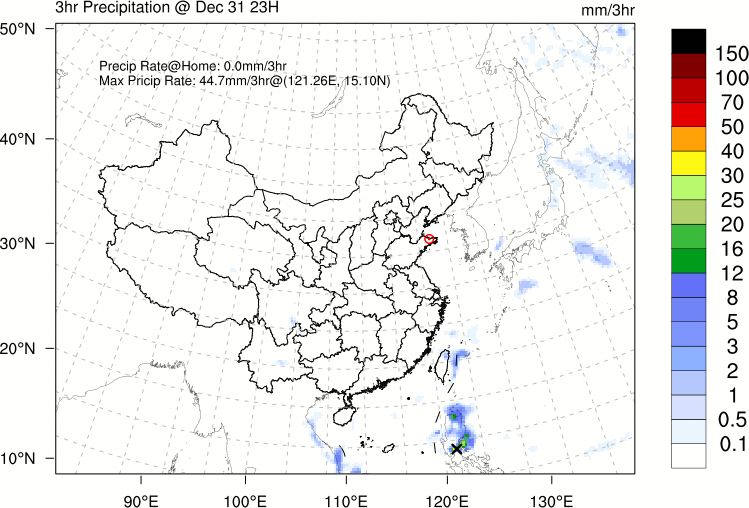 3hr Precipitation @ Dec 31 23H
mm/3hr
50°N
Precip Rate@Home: 0.0mm/3hr
Max Pricip Rate: 44.7mm/3hr@(121.26E, 15.10N)
40°N
30°N
20°N
10°N
90°E 100°E 110°E 120°E 130°E
150
100
70
50
40
30
25
20
16
12
8
5
3
2
1
0.5
0.1